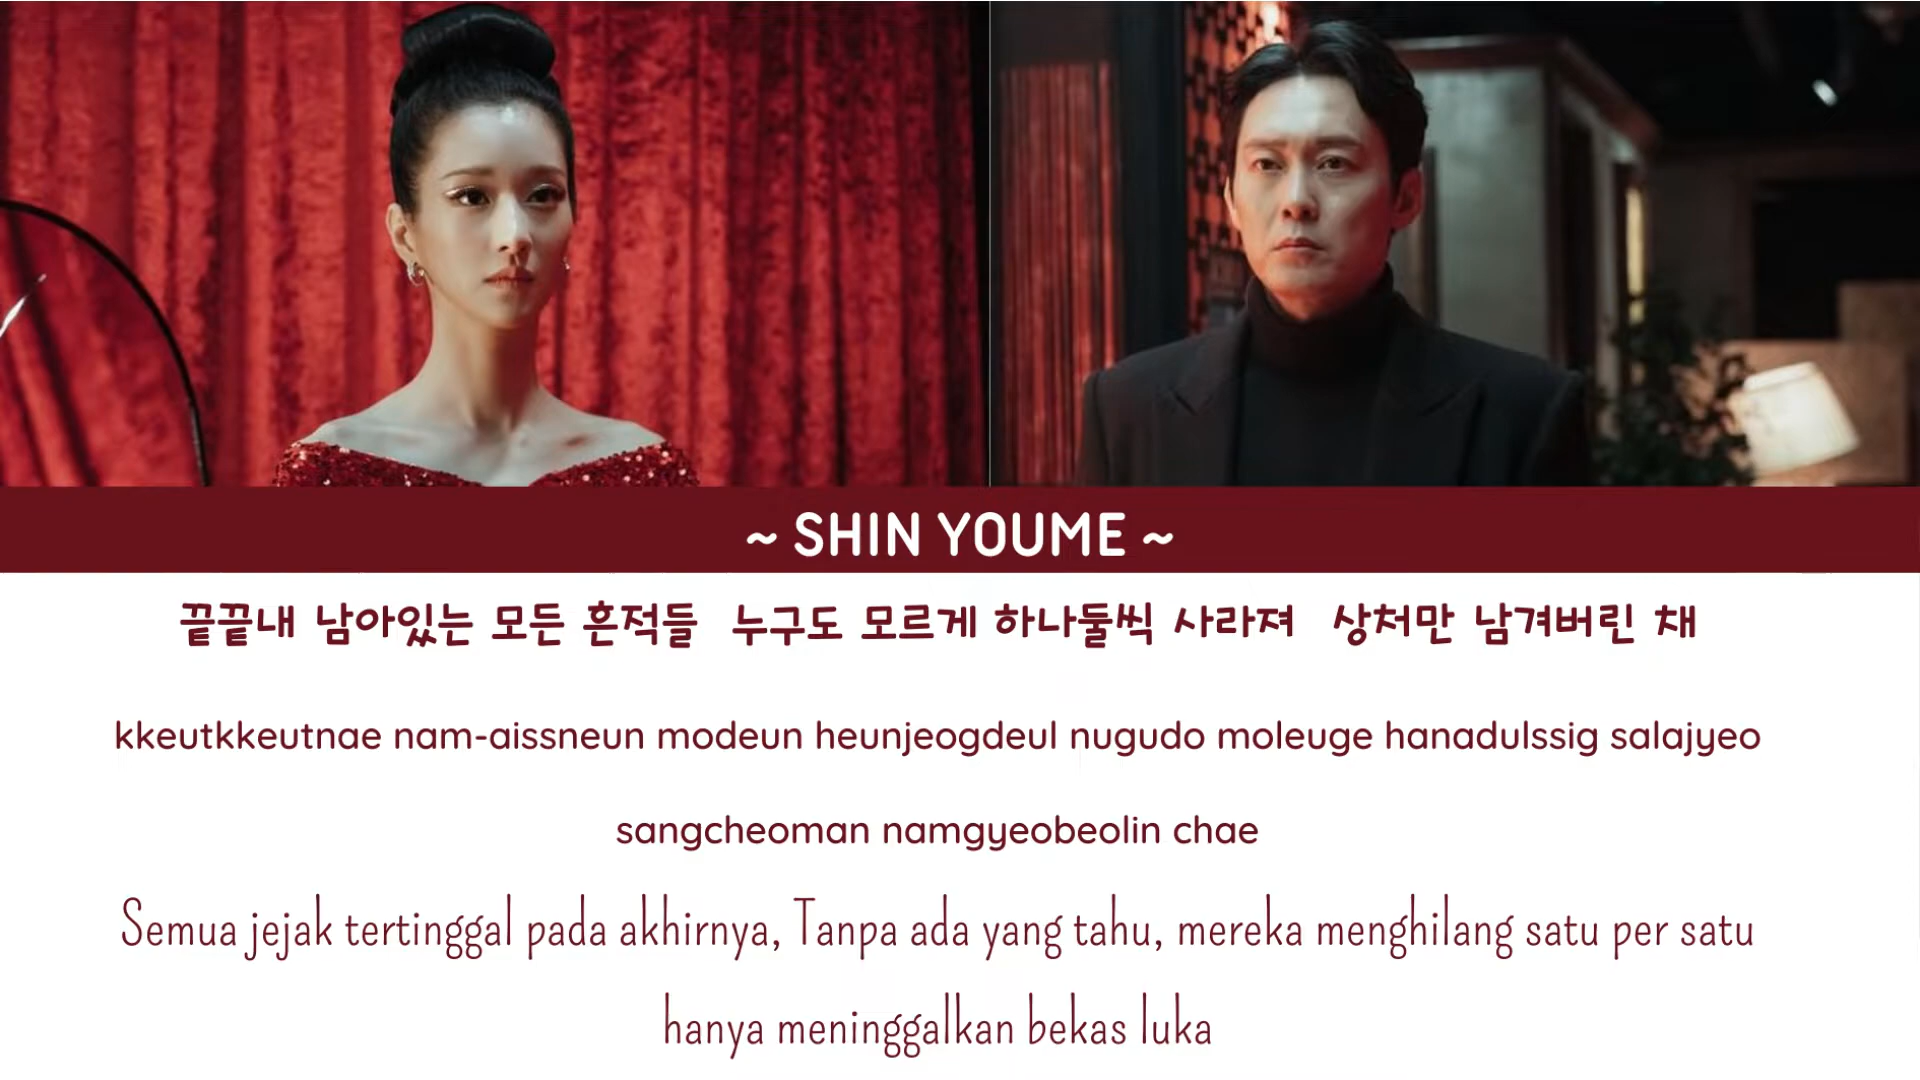 ~ SHIN YOUME ~
끝끝내 남아있는 모든 흔적들 누구도 모르게 하나둘씩 사라져 상처만 남겨버린 채
kkeutkkeutnae nam-aissneun modeun heunjeogdeul nugudo moleuge hanadulssig salajyeo
sangcheoman namgyeobeolin chae
Semua jejak tertinggal pada akhirnya, Tanpa ada yang tahu, mereka menghilang satu per satu
hanya meninggalkan bekas luka